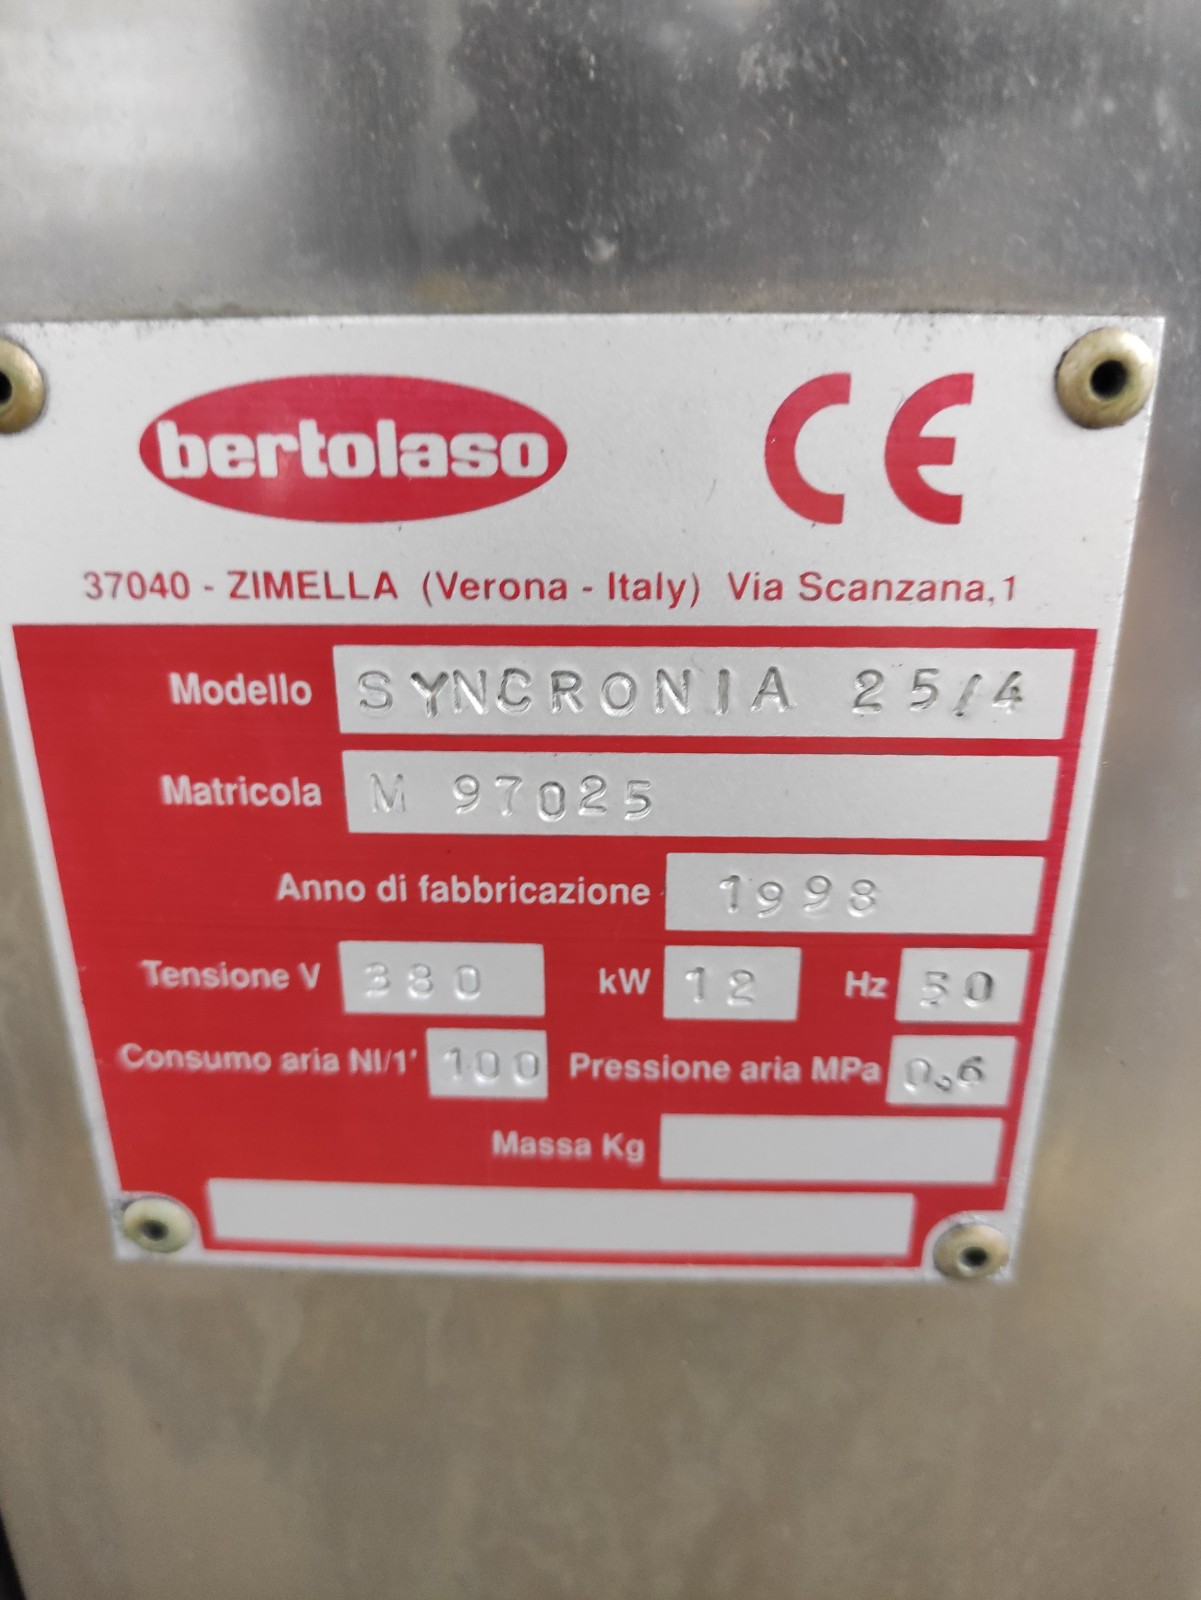 bertolaso CE
37040 - ZIMELLA (Verona - Italy) Via Scanzana,1
Modello SYNCRONIA 25/4
Matricola M 97025
Anno di fabbricazione 1998
Tensione V 380 kW 12 Hz 50
Consumo aria Nl/1' 100 Pressione aria MPa 0,6
Massa Kg